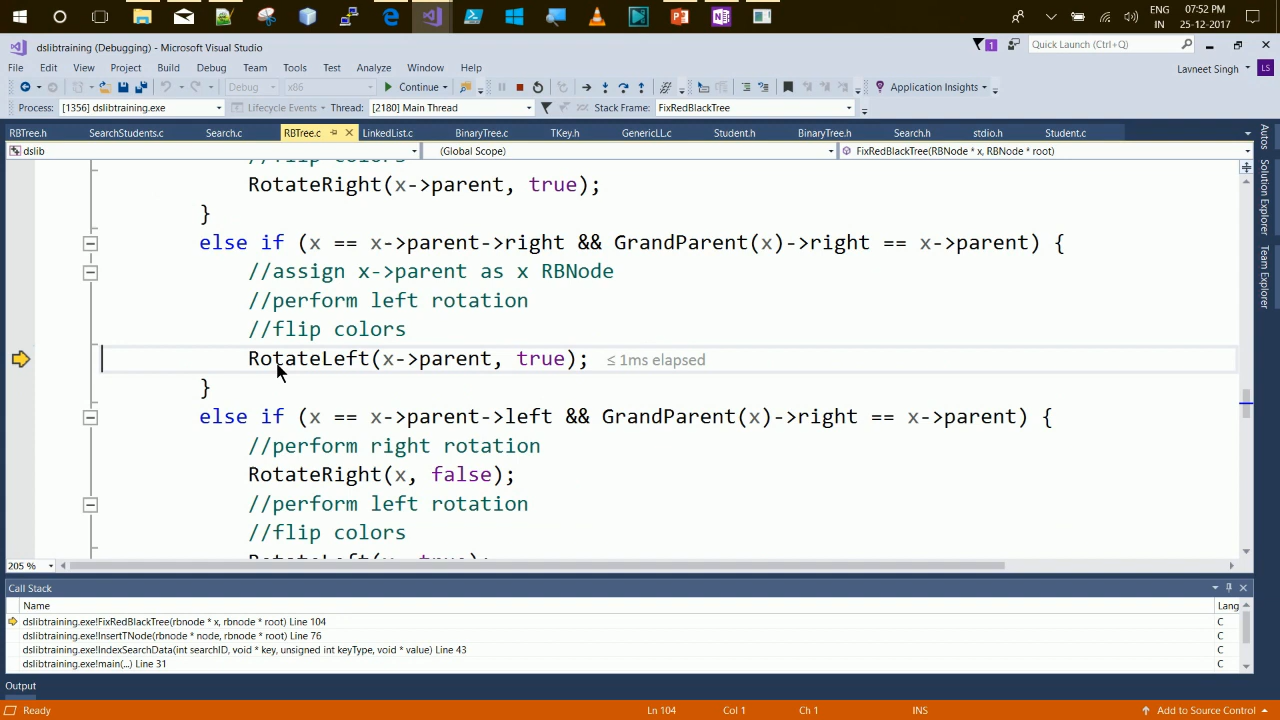 07:52 PM
ENG
IN
25-12-2017
dslibtraining (Debugging) - Microsoft Visual Studio
1
Quick Launch (Ctrl+Q)
File Edit View Project Build Debug Team Tools Test Analyze Window Help
Lavneet Singh LS
Debug x86 Continue Application Insights
Process: [1356] dslibtraining.exe Lifecycle Events Thread: [2180] Main Thread Stack Frame: FixRedBlackTree
RBTree.h SearchStudents.c Search.c RBTree.c LinkedList.c BinaryTree.c TKey.h GenericLL.c Student.h BinaryTree.h Search.h stdio.h Student.c
dslib (Global Scope) FixRedBlackTree(RBNode * x, RBNode * root)
//flip colors
RotateRight(x->parent, true);
}
else if (x == x->parent->right && GrandParent(x)->right == x->parent) {
//assign x->parent as x RBNode
//perform left rotation
//flip colors
RotateLeft(x->parent, true); ≤ 1ms elapsed
}
else if (x == x->parent->left && GrandParent(x)->right == x->parent) {
//perform right rotation
RotateRight(x, false);
//perform left rotation
//flip colors
RotateLeft(x, true);
205 %
Call Stack
Name Lang
dslibtraining.exe!FixRedBlackTree(rbnode * x, rbnode * root) Line 104 C
dslibtraining.exe!InsertTNode(rbnode * node, rbnode * root) Line 76 C
dslibtraining.exe!IndexSearchData(int searchID, void * key, unsigned int keyType, void * value) Line 43 C
dslibtraining.exe!main(...) Line 31 C
Output
Ready Ln 104 Col 1 Ch 1 INS Add to Source Control
Autos
Solution Explorer
Team Explorer